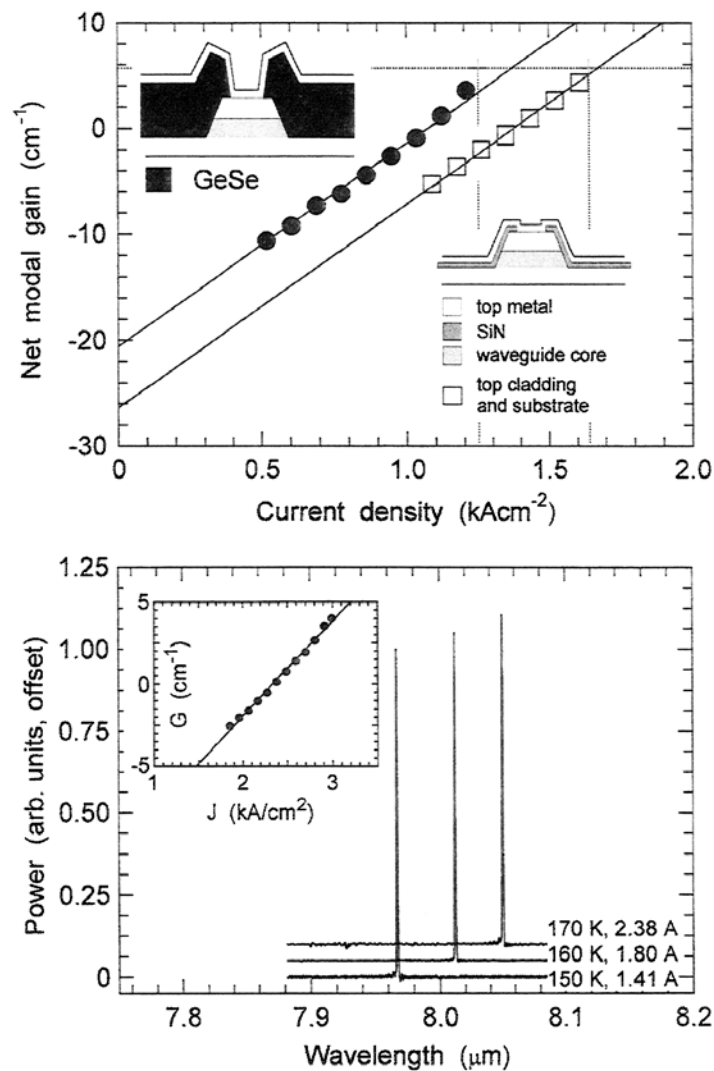 10
0
-10
-20
-30
Net modal gain (cm⁻¹)
GeSe
top metal
SiN
waveguide core
top cladding
and substrate
0 0.5 1.0 1.5 2.0
Current density (kAcm⁻²)
1.25
1.00
0.75
0.50
0.25
0
Power (arb. units, offset)
5
0
-5
G (cm⁻¹)
1 2 3
J (kA/cm²)
170 K, 2.38 A
160 K, 1.80 A
150 K, 1.41 A
7.8 7.9 8.0 8.1 8.2
Wavelength (μm)